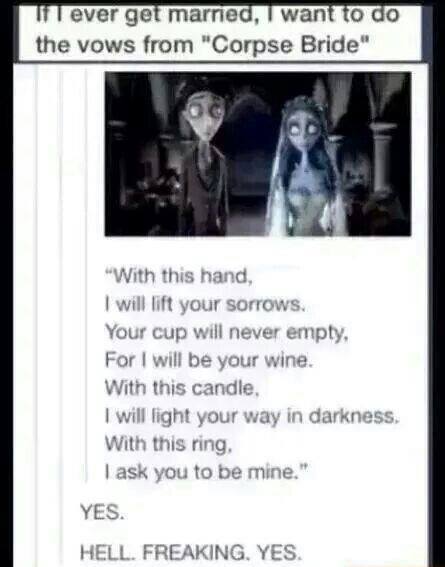 If I ever get married, I want to do
the vows from "Corpse Bride"
"With this hand,
I will lift your sorrows.
Your cup will never empty,
For I will be your wine.
With this candle,
I will light your way in darkness.
With this ring,
I ask you to be mine."
YES.
HELL. FREAKING. YES.